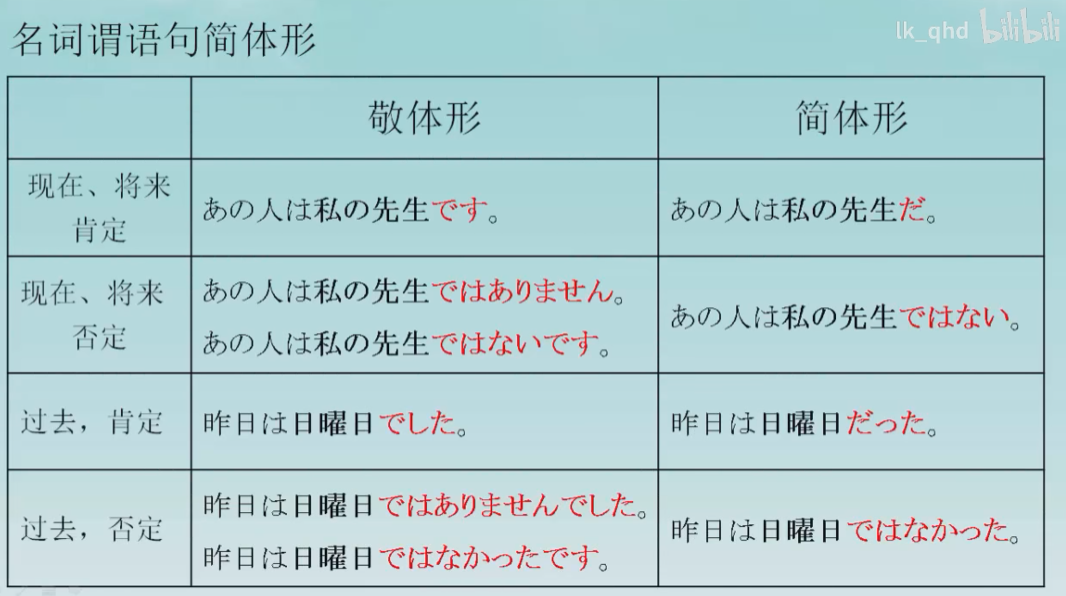 名词谓语句简体形
lk_qhd bilibili
敬体形 简体形
现在、将来
肯定
あの人は私の先生です。
あの人は私の先生だ。
现在、将来
否定
あの人は私の先生ではありません。
あの人は私の先生ではないです。
あの人は私の先生ではない。
过去，肯定
昨日は日曜日でした。
昨日は日曜日だった。
过去，否定
昨日は日曜日ではありませんでした。
昨日は日曜日ではなかったです。
昨日は日曜日ではなかった。